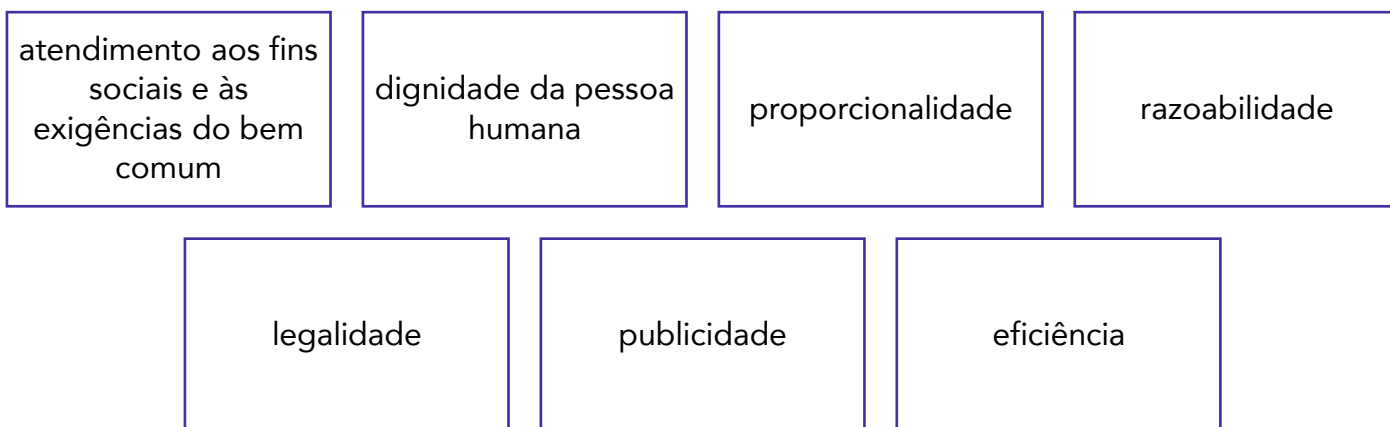 atendimento aos fins
sociais e às
exigências do bem
comum
dignidade da pessoa
humana
proporcionalidade
razoabilidade
legalidade
publicidade
eficiência